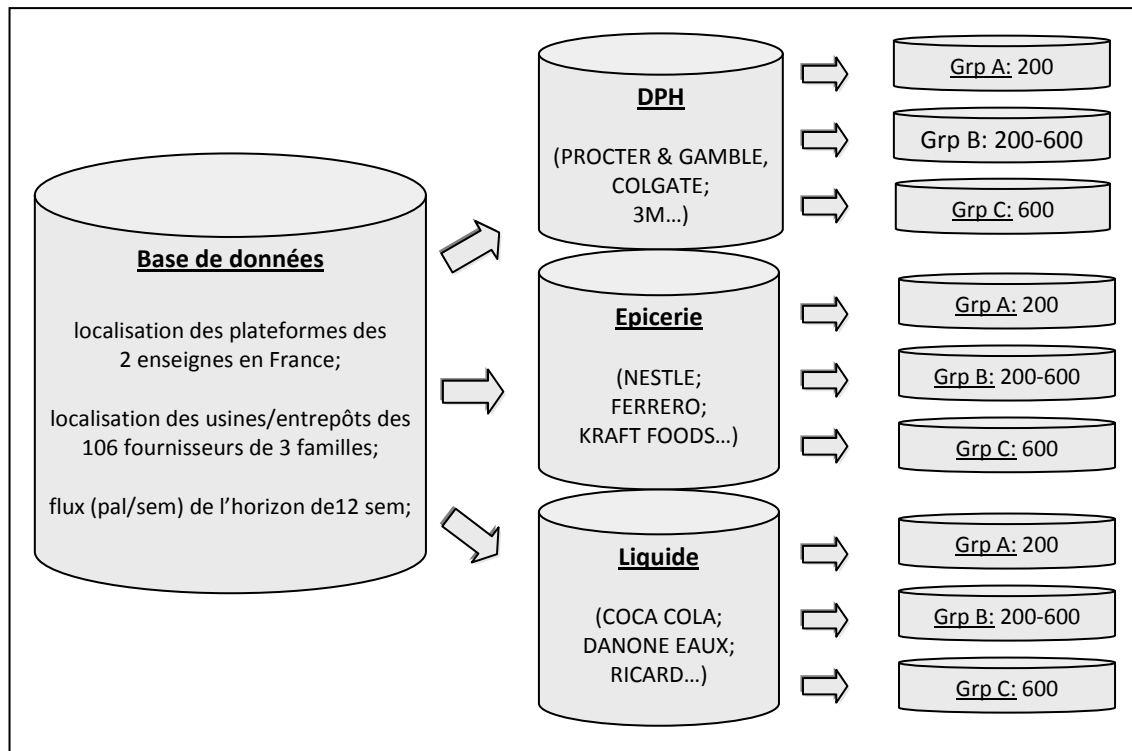 Base de données
localisation des plateformes des
2 enseignes en France;
localisation des usines/entrepôts des
106 fournisseurs de 3 familles;
flux (pal/sem) de l’horizon de12 sem;
DPH
(PROCTER & GAMBLE,
COLGATE;
3M…)
Grp A: 200
Grp B: 200-600
Grp C: 600
Epicerie
(NESTLE;
FERRERO;
KRAFT FOODS…)
Grp A: 200
Grp B: 200-600
Grp C: 600
Liquide
(COCA COLA;
DANONE EAUX;
RICARD…)
Grp A: 200
Grp B: 200-600
Grp C: 600